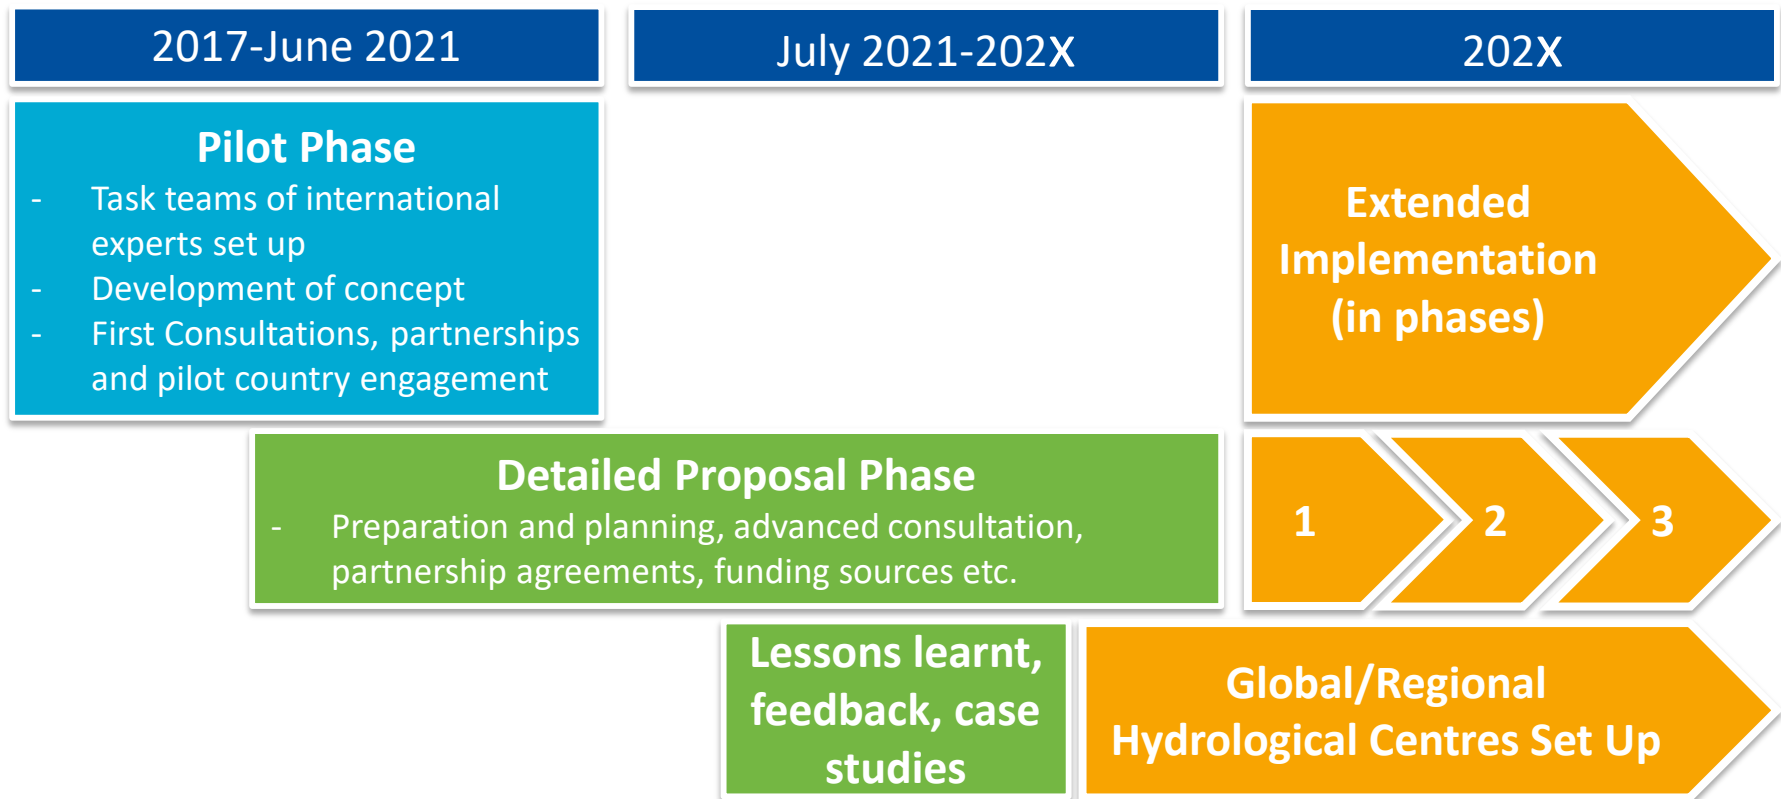 2017-June 2021
July 2021-202X
202X
Pilot Phase
- Task teams of international
experts set up
- Development of concept
- First Consultations, partnerships
and pilot country engagement
Extended
Implementation
(in phases)
Detailed Proposal Phase
- Preparation and planning, advanced consultation,
partnership agreements, funding sources etc.
1
2
3
Lessons learnt,
feedback, case
studies
Global/Regional
Hydrological Centres Set Up